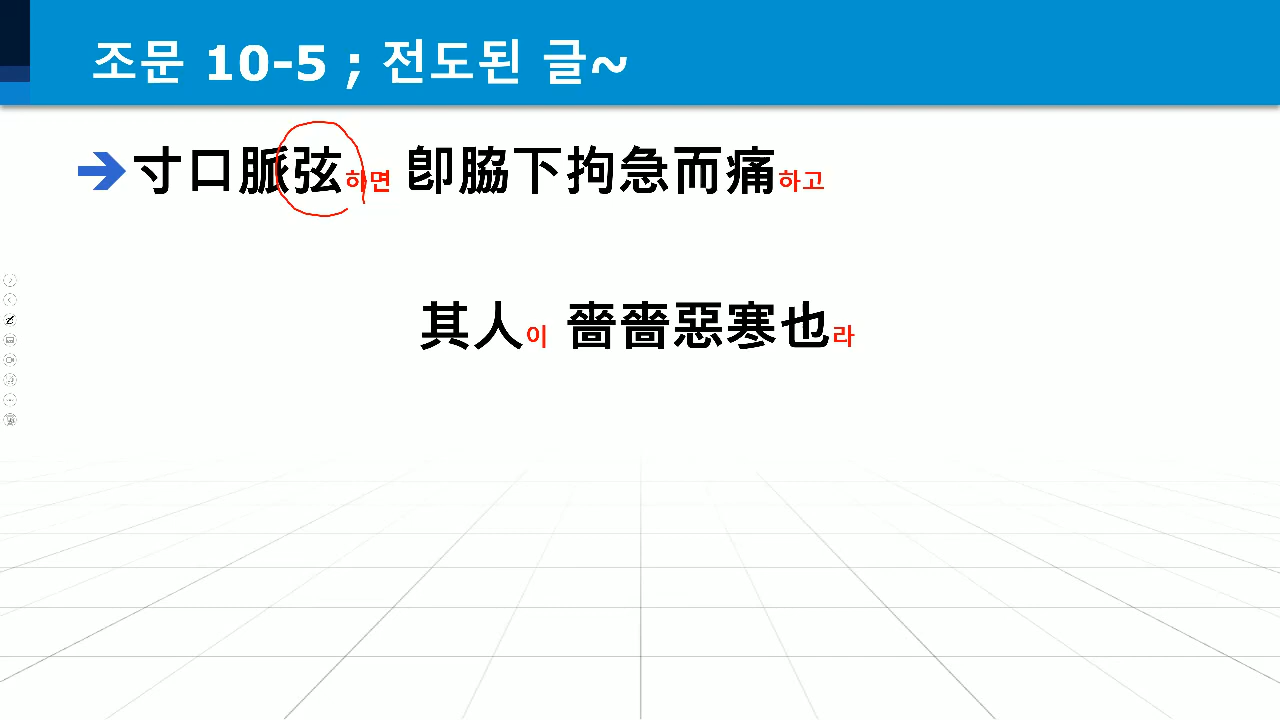 조문 10-5 ; 전도된 글~
寸口脈弦하면 卽脇下拘急而痛하고
其人이 嗇嗇惡寒也라